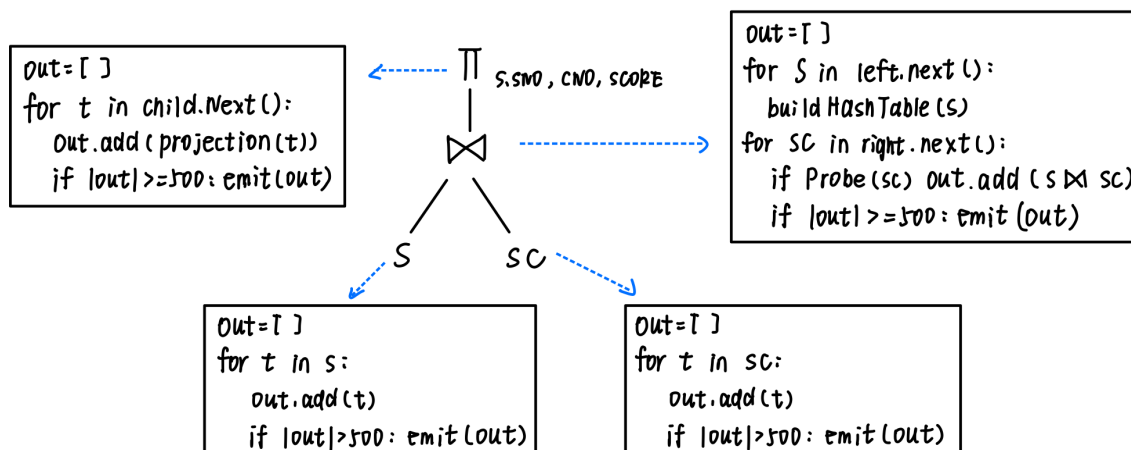 out=[ ]
for t in child.Next():
out.add(projection(t))
if |out|>=500: emit(out)
π S.SNO, CNO, SCORE
⋈
S
SC
out=[ ]
for S in left.next():
build HashTable(S)
for SC in right.next():
if Probe(sc) out.add (S ⋈ SC)
if |out|>=500: emit (out)
out=[ ]
for t in s:
out.add(t)
if |out|>500: emit (out)
out=[ ]
for t in sc:
out.add(t)
if |out|>500: emit (out)